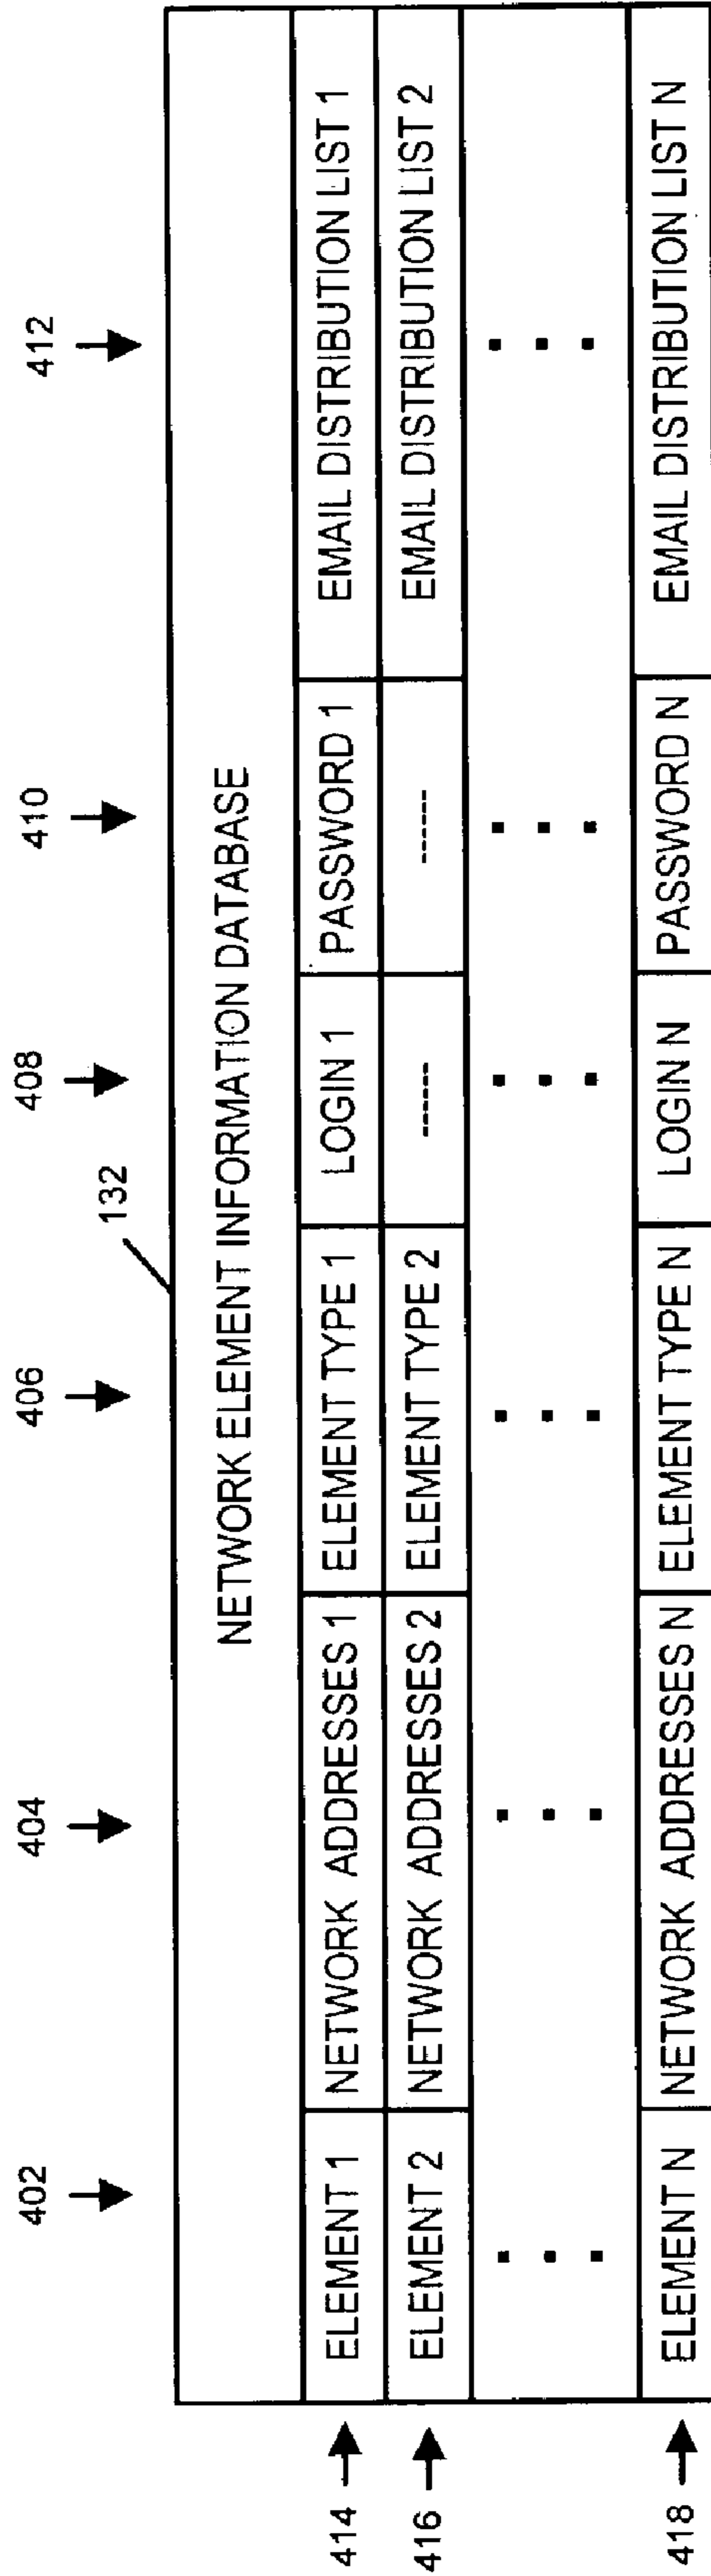 402 404 406 408 410 412
132
NETWORK ELEMENT INFORMATION DATABASE
414 ELEMENT 1 NETWORK ADDRESSES 1 ELEMENT TYPE 1 LOGIN 1 PASSWORD 1 EMAIL DISTRIBUTION LIST 1
416 ELEMENT 2 NETWORK ADDRESSES 2 ELEMENT TYPE 2 ------ ------ EMAIL DISTRIBUTION LIST 2
418 ELEMENT N NETWORK ADDRESSES N ELEMENT TYPE N LOGIN N PASSWORD N EMAIL DISTRIBUTION LIST N